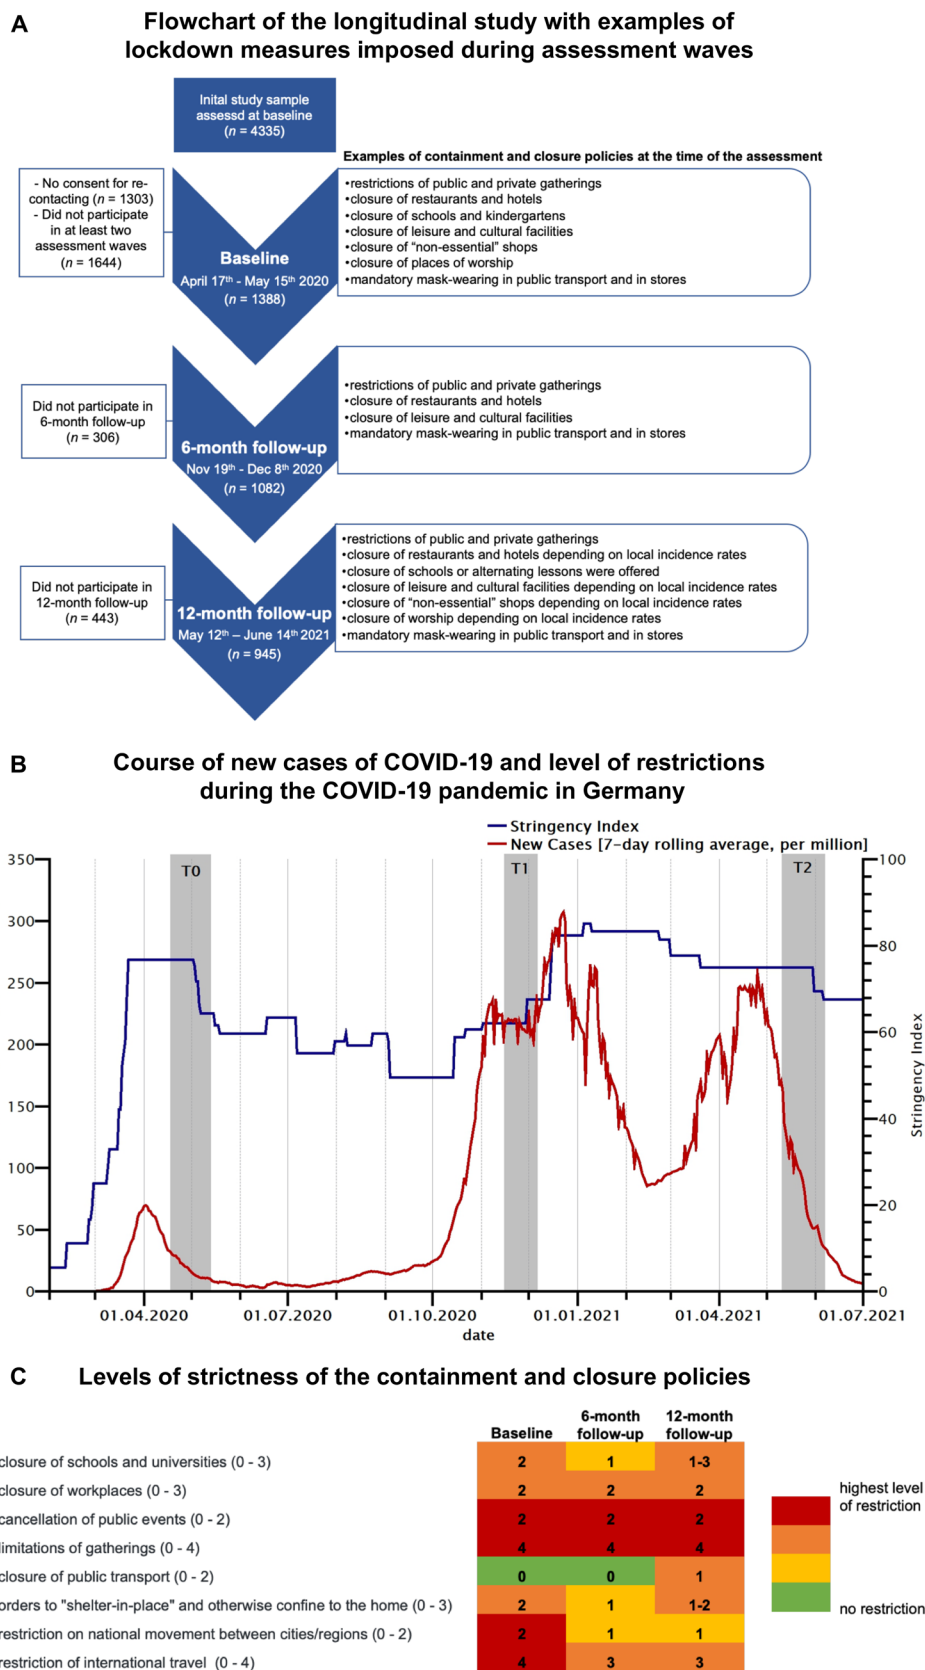 A
Flowchart of the longitudinal study with examples of
lockdown measures imposed during assessment waves
Inital study sample
assessd at baseline
(n = 4335)
Examples of containment and closure policies at the time of the assessment
- No consent for re-
contacting (n = 1303)
- Did not participate
in at least two
assessment waves
(n = 1644)
Baseline
April 17th - May 15th 2020
(n = 1388)
•restrictions of public and private gatherings
•closure of restaurants and hotels
•closure of schools and kindergartens
•closure of leisure and cultural facilities
•closure of “non-essential” shops
•closure of places of worship
•mandatory mask-wearing in public transport and in stores
Did not participate in
6-month follow-up
(n = 306)
6-month follow-up
Nov 19th - Dec 8th 2020
(n = 1082)
•restrictions of public and private gatherings
•closure of restaurants and hotels
•closure of leisure and cultural facilities
•mandatory mask-wearing in public transport and in stores
Did not participate in
12-month follow-up
(n = 443)
12-month follow-up
May 12th – June 14th 2021
(n = 945)
•restrictions of public and private gatherings
•closure of restaurants and hotels depending on local incidence rates
•closure of schools or alternating lessons were offered
•closure of leisure and cultural facilities depending on local incidence rates
•closure of “non-essential” shops depending on local incidence rates
•closure of worship depending on local incidence rates
•mandatory mask-wearing in public transport and in stores
B
Course of new cases of COVID-19 and level of restrictions
during the COVID-19 pandemic in Germany
Stringency Index
New Cases [7-day rolling average, per million]
350
300
250
200
150
100
50
0
T0
T1
T2
100
80
60
40
20
0
Stringency Index
01.04.2020 01.07.2020 01.10.2020 01.01.2021 01.04.2021 01.07.2021
date
C
Levels of strictness of the containment and closure policies
Baseline 6-month follow-up 12-month follow-up
closure of schools and universities (0 - 3) 2 1 1-3
closure of workplaces (0 - 3) 2 2 2
cancellation of public events (0 - 2) 2 2 2
limitations of gatherings (0 - 4) 4 4 4
closure of public transport (0 - 2) 0 0 1
orders to "shelter-in-place" and otherwise confine to the home (0 - 3) 2 1 1-2
restriction on national movement between cities/regions (0 - 2) 2 1 1
restriction of international travel (0 - 4) 4 3 3
highest level
of restriction
no restriction